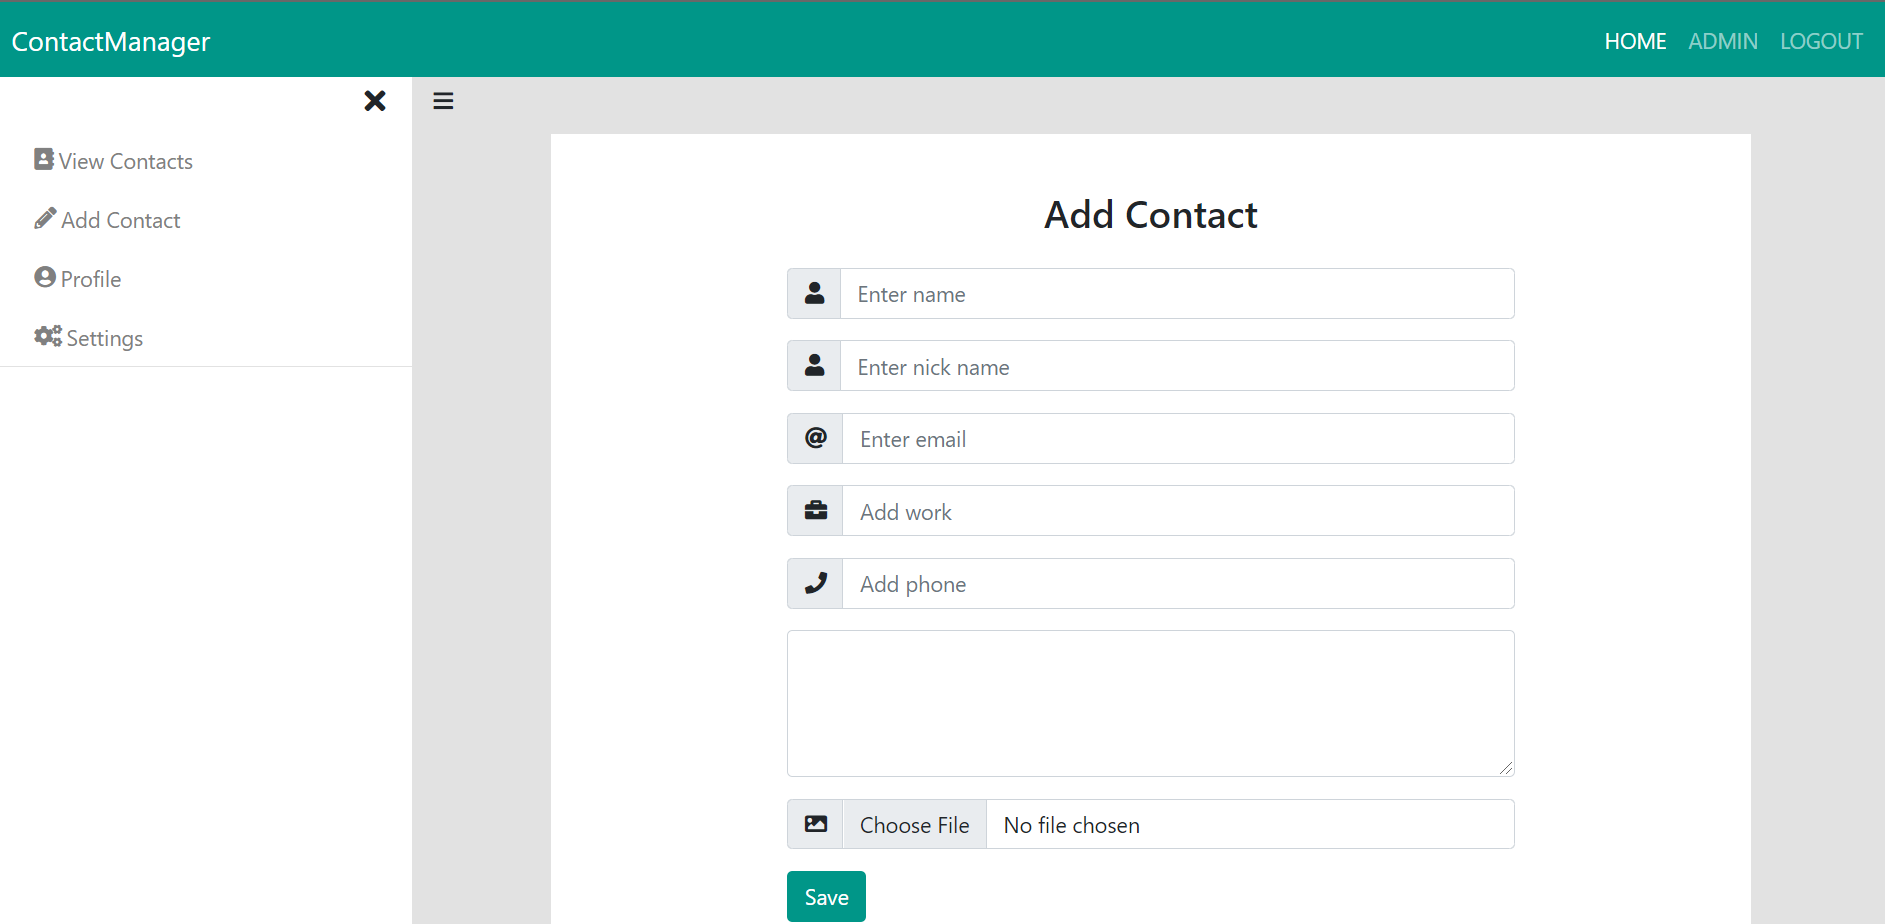 ContactManager
HOME ADMIN LOGOUT
View Contacts
Add Contact
Profile
Settings
Add Contact
Enter name
Enter nick name
Enter email
Add work
Add phone
Choose File No file chosen
Save